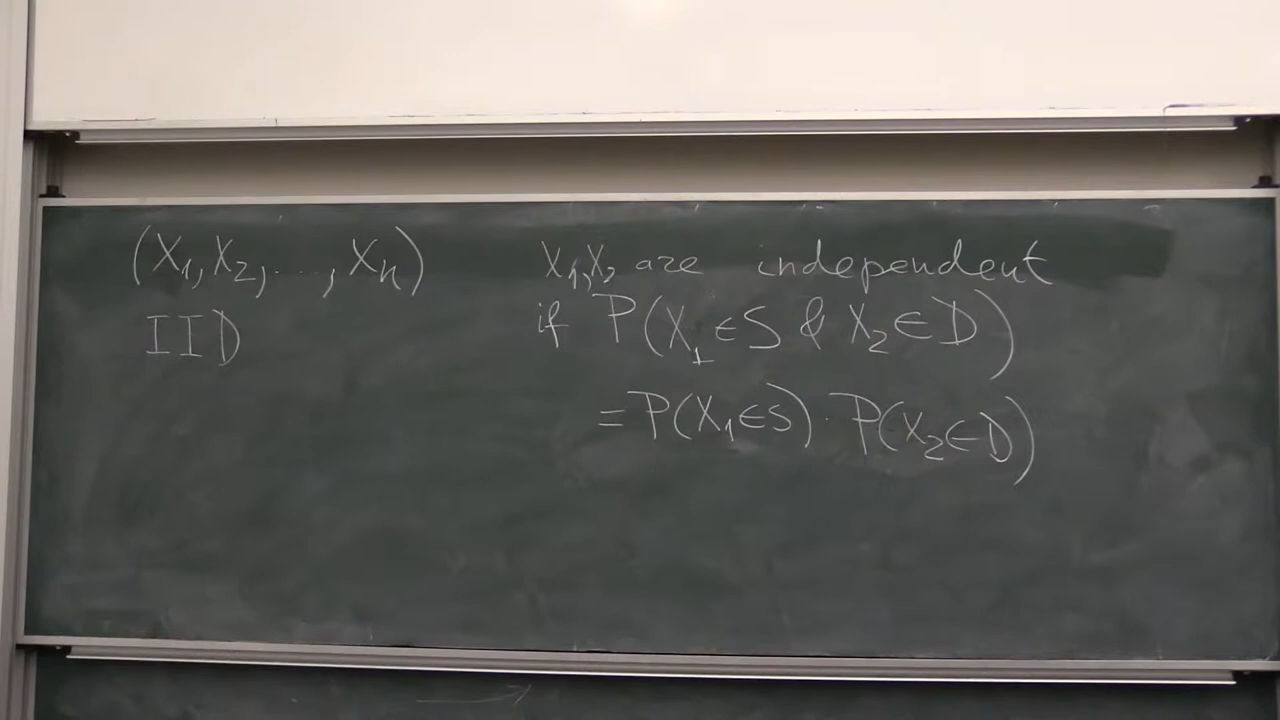 (X₁, X₂, ..., Xₙ)
IID
X₁, X₂ are independent
if P(X₁ ∈ S & X₂ ∈ D)
= P(X₁ ∈ S) · P(X₂ ∈ D)